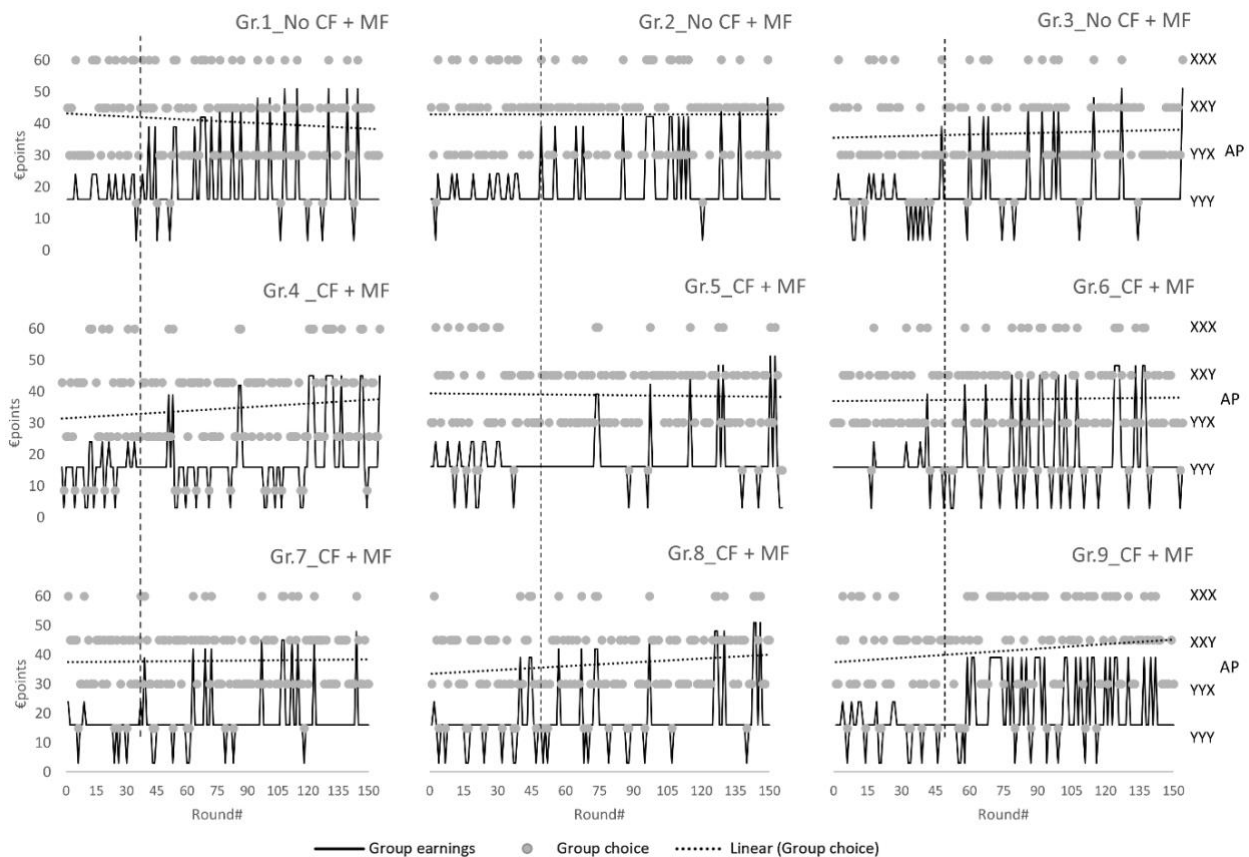 Gr.1_No CF + MF
Gr.2_No CF + MF
Gr.3_No CF + MF
60
50
40
30
20
10
0
€points
XXX
XXY
YYX
YYY
AP
Gr.4 _CF + MF
Gr.5_CF + MF
Gr.6_CF + MF
60
50
40
30
20
10
0
€points
XXX
XXY
YYX
YYY
AP
Gr.7_CF + MF
Gr.8_CF + MF
Gr.9_CF + MF
60
50
40
30
20
10
0
€points
XXX
XXY
YYX
YYY
AP
0 15 30 45 60 75 90 105 120 135 150
0 15 30 45 60 75 90 105 120 135 150
0 15 30 45 60 75 90 105 120 135 150
Round#
Round#
Round#
Group earnings
Group choice
Linear (Group choice)